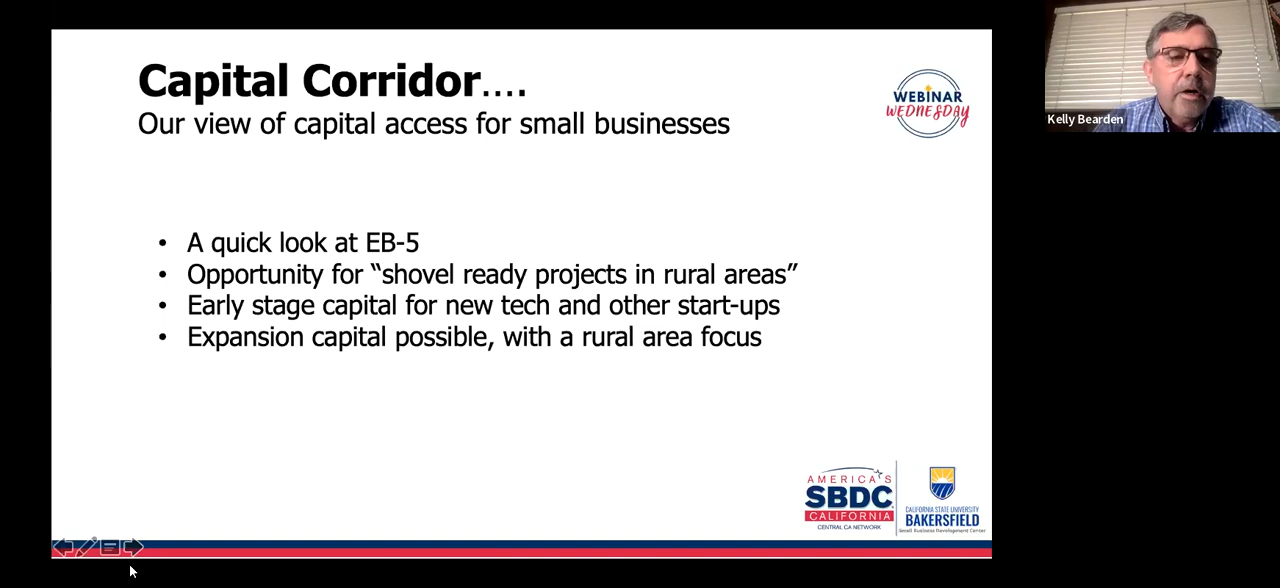 Capital Corridor....
Our view of capital access for small businesses
WEBINAR
WEDNESDAY
Kelly Bearden
• A quick look at EB-5
• Opportunity for “shovel ready projects in rural areas”
• Early stage capital for new tech and other start-ups
• Expansion capital possible, with a rural area focus
AMERICA'S
SBDC
CALIFORNIA
CENTRAL CA NETWORK
CALIFORNIA STATE UNIVERSITY
BAKERSFIELD
Small Business Development Center